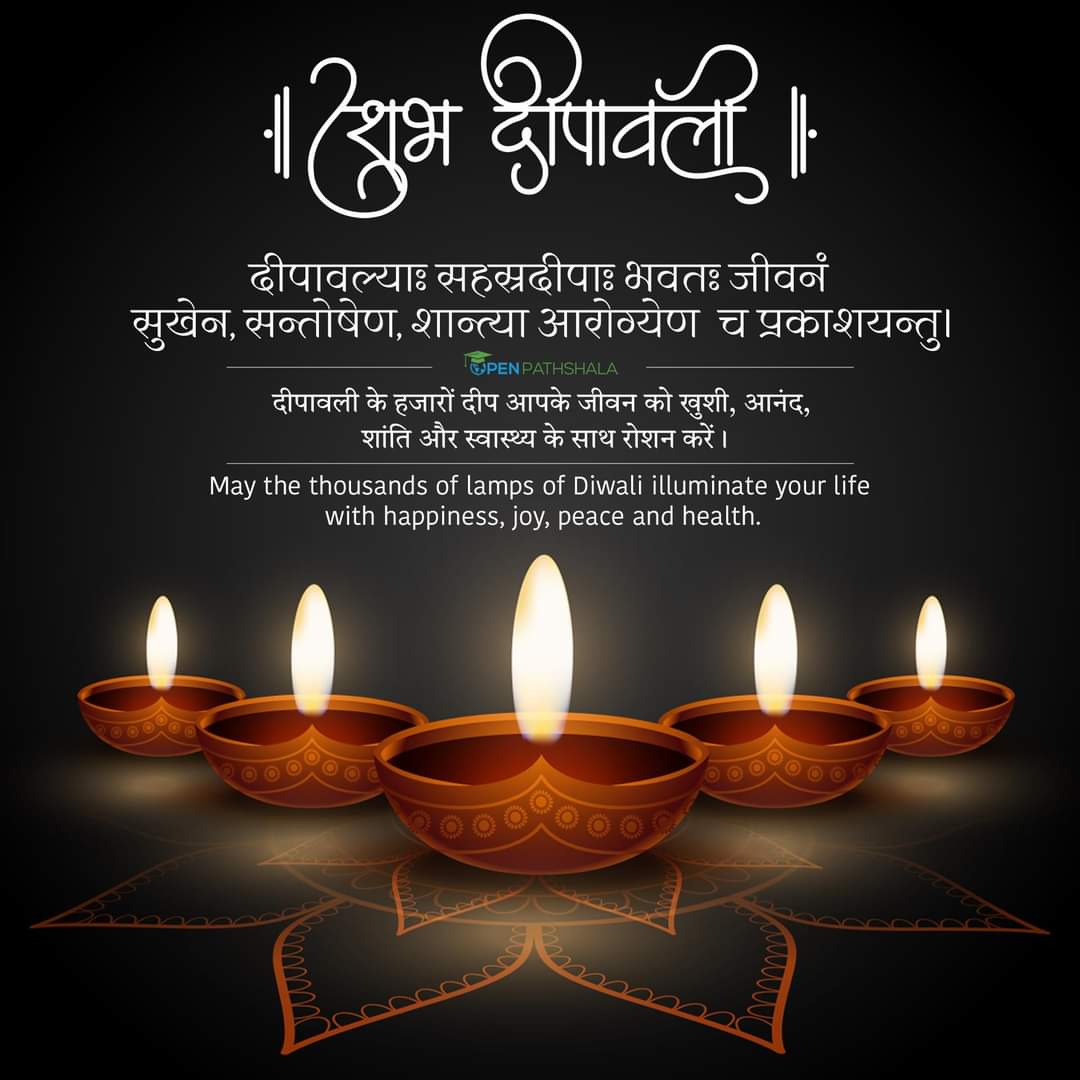 ॥ शुभ दीपावली ॥
दीपावल्याः सहस्रदीपाः भवतः जीवनं
सुखेन, सन्तोषेण, शान्त्या आरोग्येण च प्रकाशयन्तु।
OPEN PATHSHALA
दीपावली के हजारों दीप आपके जीवन को खुशी, आनंद,
शांति और स्वास्थ्य के साथ रोशन करें।
May the thousands of lamps of Diwali illuminate your life
with happiness, joy, peace and health.